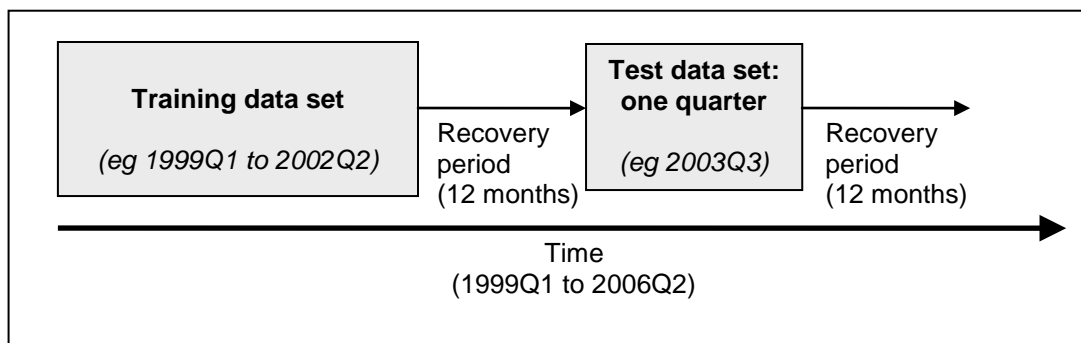 Training data set
(eg 1999Q1 to 2002Q2)
Recovery
period
(12 months)
Test data set:
one quarter
(eg 2003Q3)
Recovery
period
(12 months)
Time
(1999Q1 to 2006Q2)